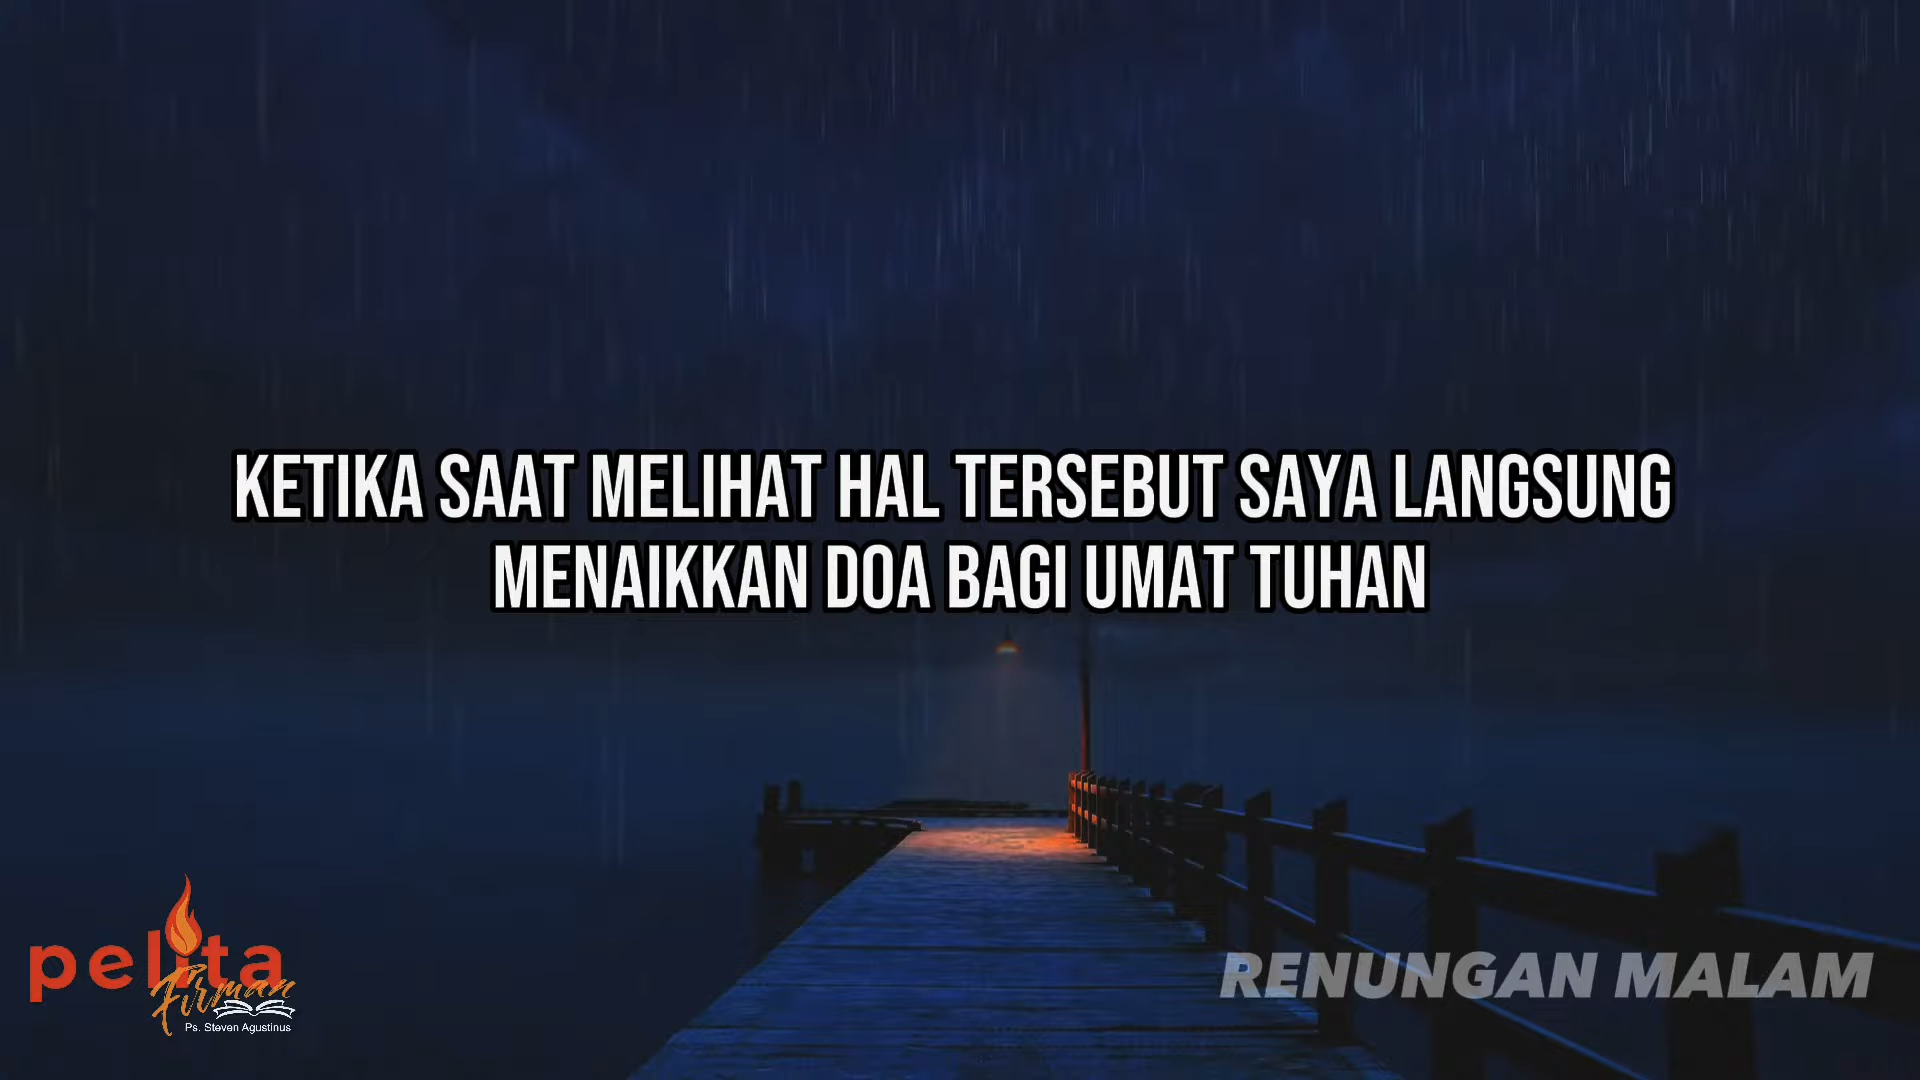 KETIKA SAAT MELIHAT HAL TERSEBUT SAYA LANGSUNG
MENAIKKAN DOA BAGI UMAT TUHAN
pelita
Firman
Ps. Steven Agustinus
RENUNGAN MALAM